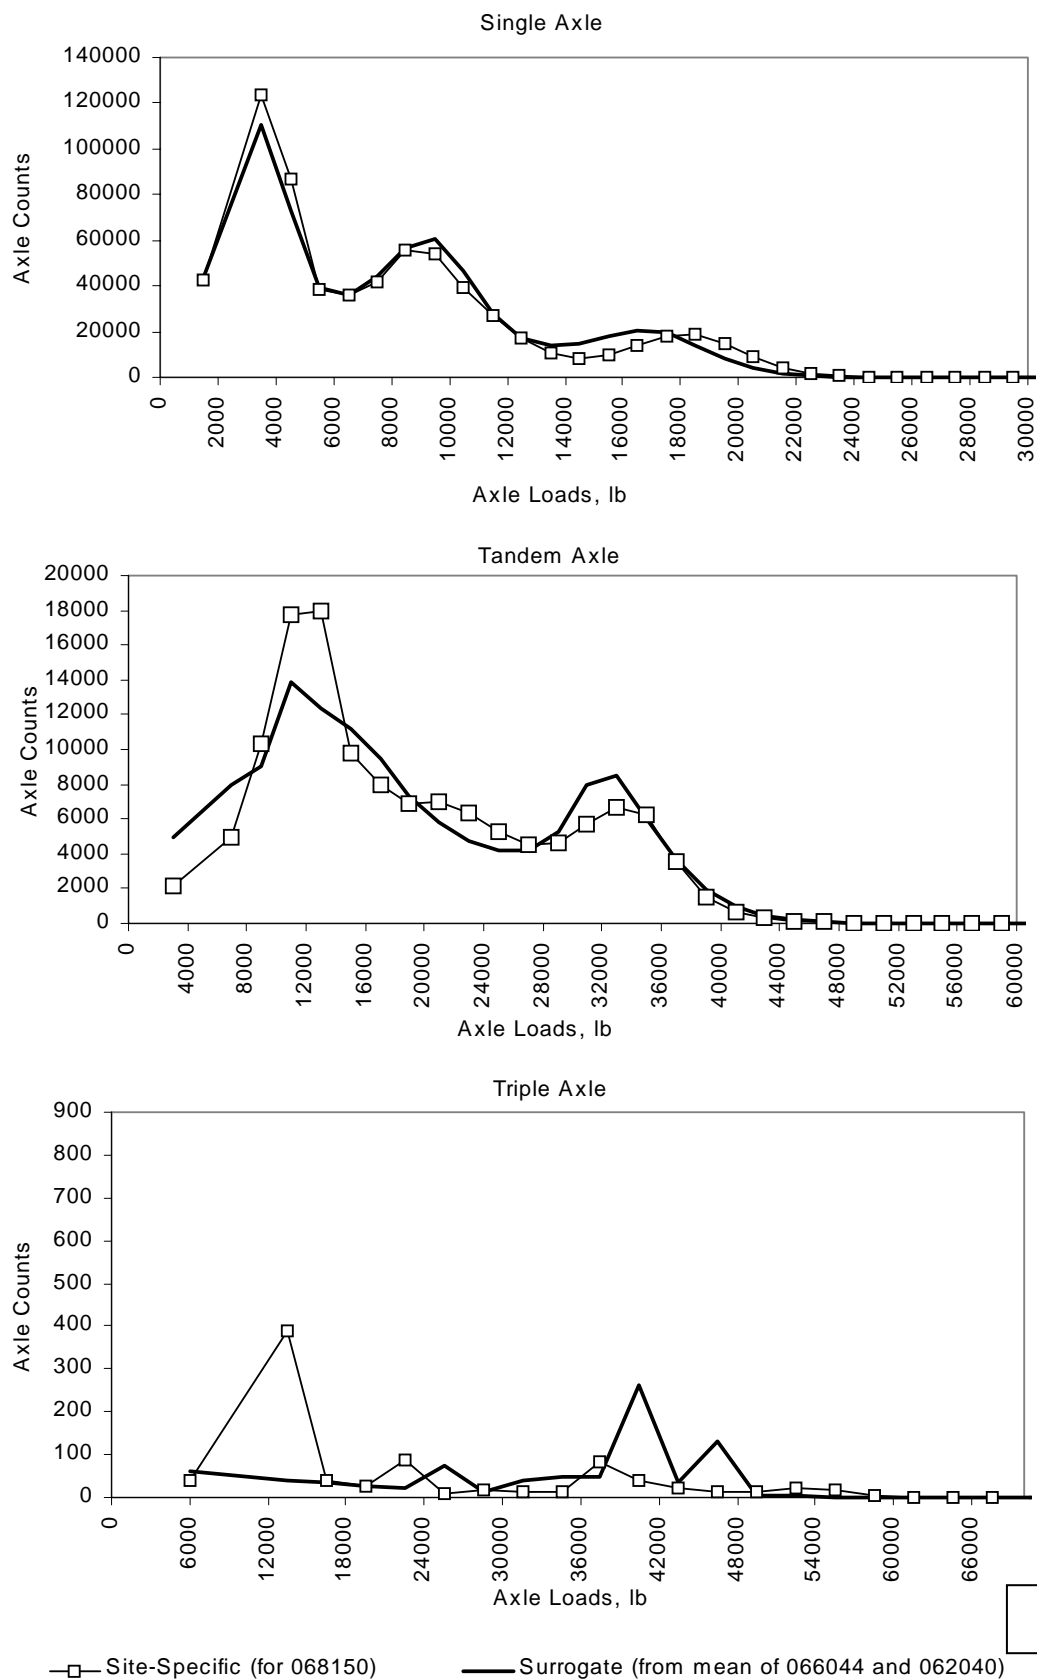 Single Axle
140000
120000
100000
80000
60000
40000
20000
0
Axle Counts
0 2000 4000 6000 8000 10000 12000 14000 16000 18000 20000 22000 24000 26000 28000 30000
Axle Loads, lb
Tandem Axle
20000
18000
16000
14000
12000
10000
8000
6000
4000
2000
0
Axle Counts
0 4000 8000 12000 16000 20000 24000 28000 32000 36000 40000 44000 48000 52000 56000 60000
Axle Loads, lb
Triple Axle
900
800
700
600
500
400
300
200
100
0
Axle Counts
0 6000 12000 18000 24000 30000 36000 42000 48000 54000 60000 66000
Axle Loads, lb
Site-Specific (for 068150) Surrogate (from mean of 066044 and 062040)